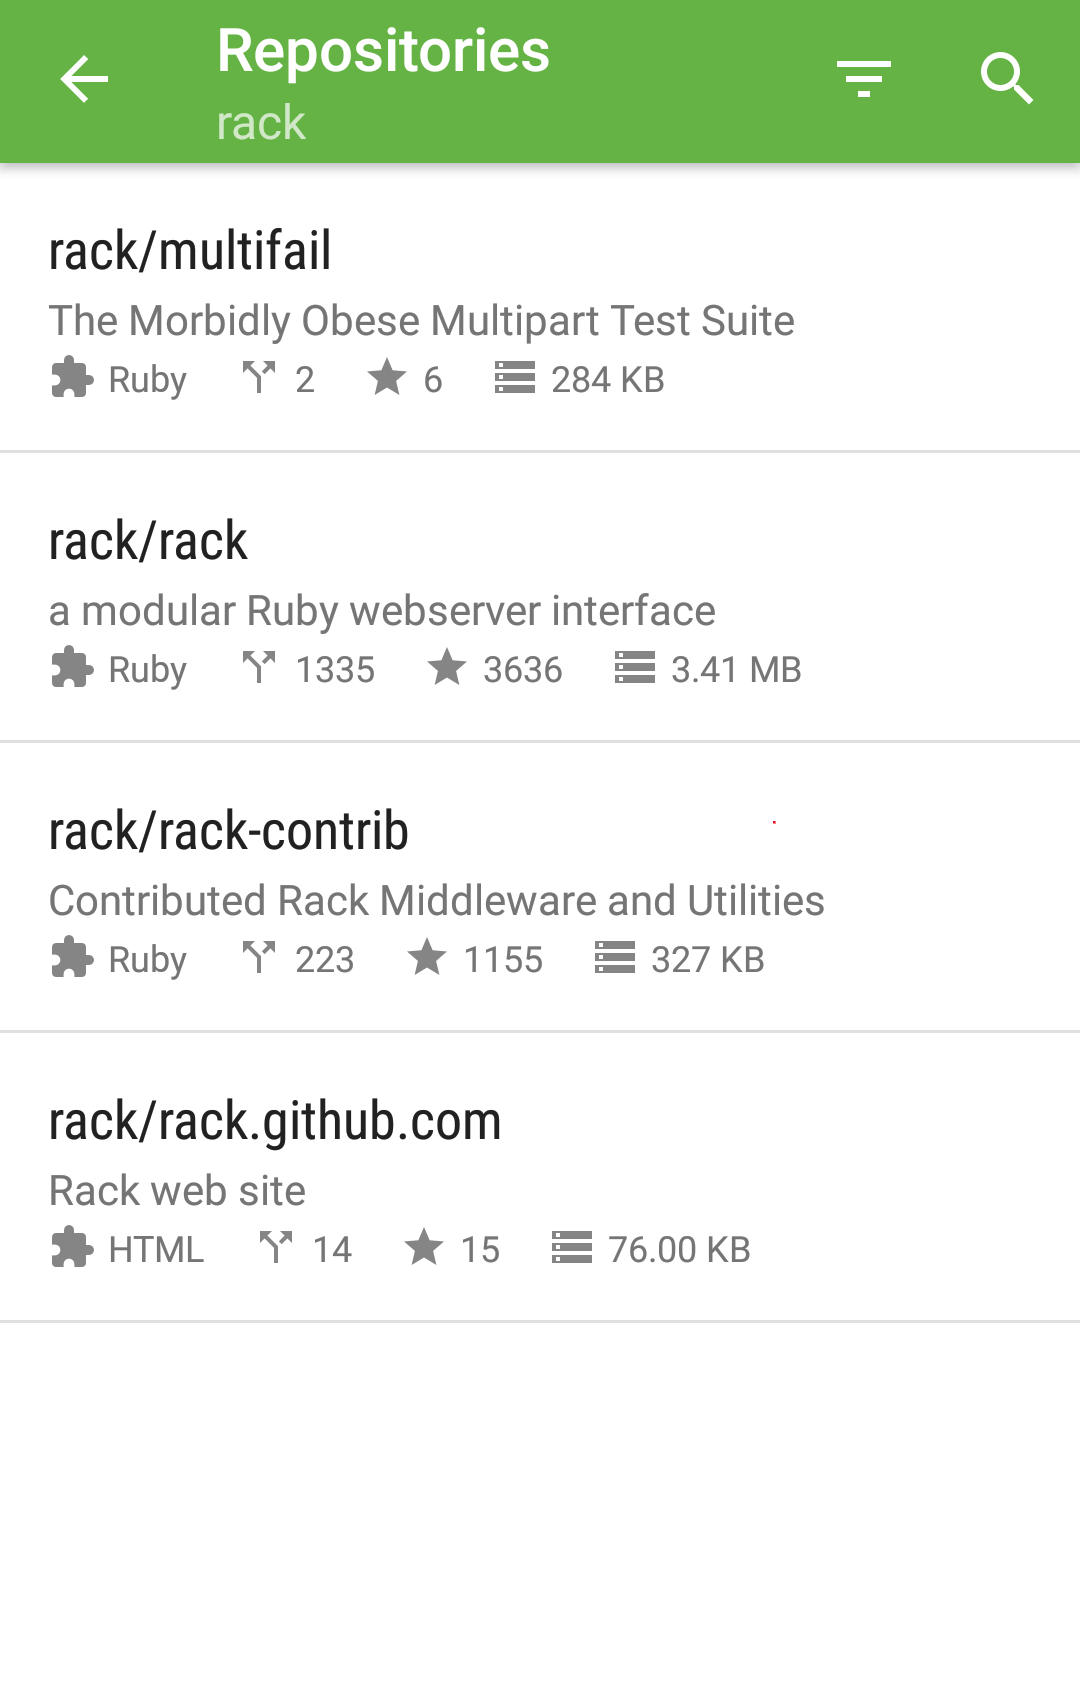 Repositories
rack
rack/multifail
The Morbidly Obese Multipart Test Suite
Ruby 2 6 284 KB
rack/rack
a modular Ruby webserver interface
Ruby 1335 3636 3.41 MB
rack/rack-contrib
Contributed Rack Middleware and Utilities
Ruby 223 1155 327 KB
rack/rack.github.com
Rack web site
HTML 14 15 76.00 KB